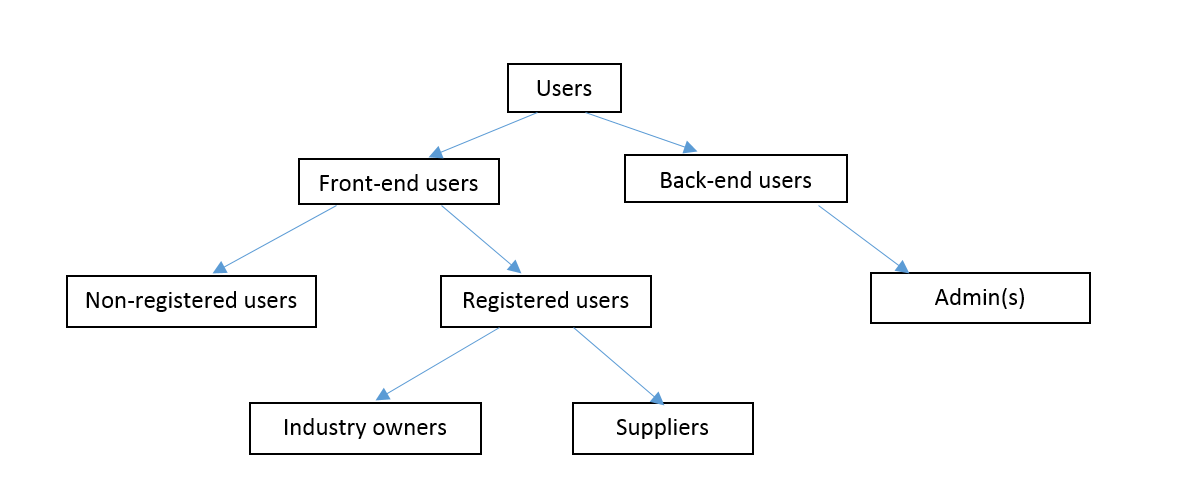 Users
Front-end users
Back-end users
Non-registered users
Registered users
Admin(s)
Industry owners
Suppliers